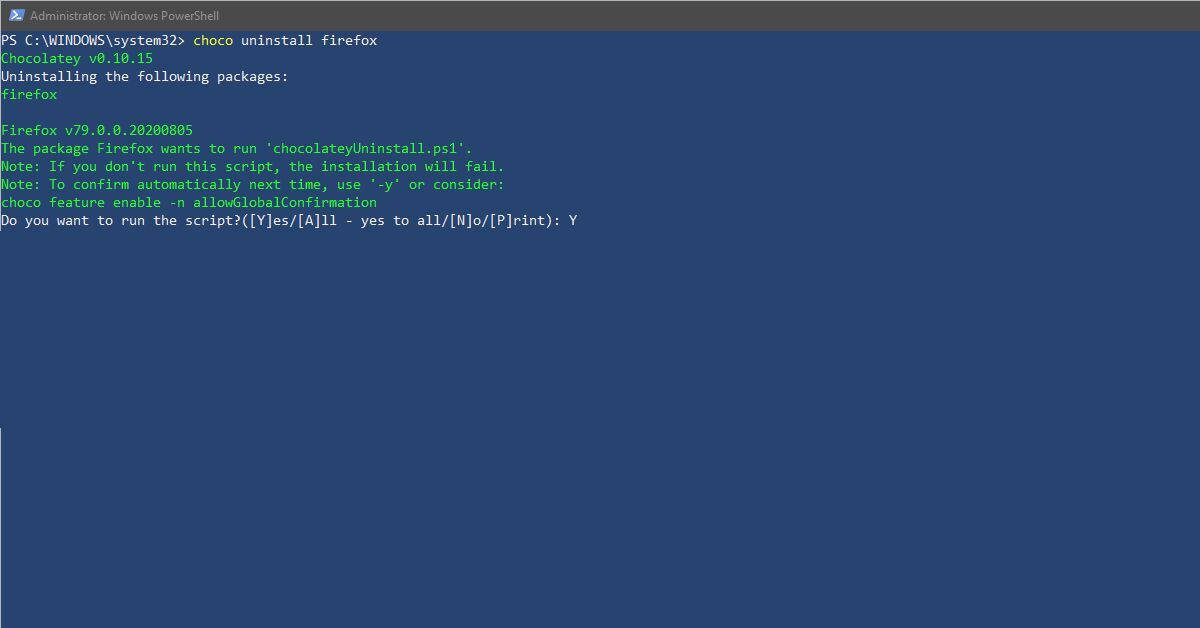 Administrator: Windows PowerShell
PS C:\WINDOWS\system32> choco uninstall firefox
Chocolatey v0.10.15
Uninstalling the following packages:
firefox
Firefox v79.0.0.20200805
The package Firefox wants to run 'chocolateyUninstall.ps1'.
Note: If you don't run this script, the installation will fail.
Note: To confirm automatically next time, use '-y' or consider:
choco feature enable -n allowGlobalConfirmation
Do you want to run the script?([Y]es/[A]ll - yes to all/[N]o/[P]rint): Y